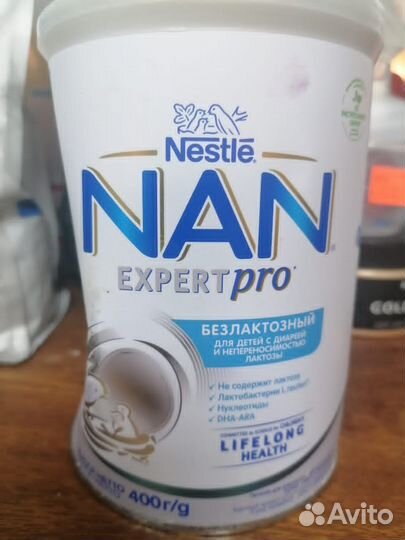 Nestlé
NAN
EXPERTpro
БЕЗЛАКТОЗНЫЙ
ДЛЯ ДЕТЕЙ С ДИАРЕЕЙ
И НЕПЕРЕНОСИМОСТЬЮ
ЛАКТОЗЫ
✓ Не содержит лактозы
✓ Лактобактерии L.reuteri
✓ Нуклеотиды
✓ DHA-ARA
LIFELONG
HEALTH
400 г/g
GOL
Avito